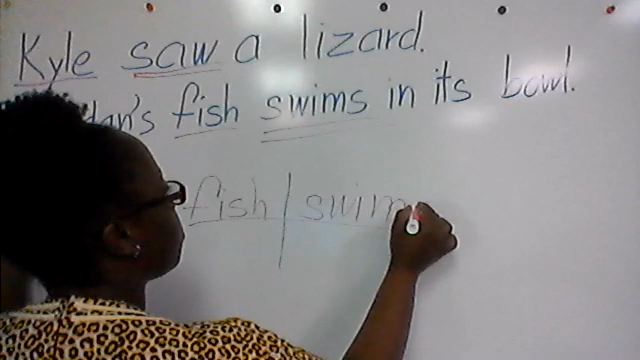 Kyle saw a lizard.
fish swims in its bowl.
fish | swim